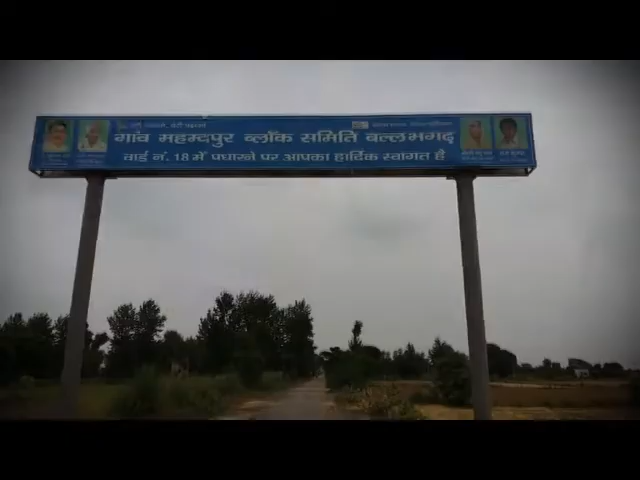 गांव महमदपुर ब्लॉक समिति बल्लभगढ़
वार्ड नं. 18 में पधारने पर आपका हार्दिक स्वागत है